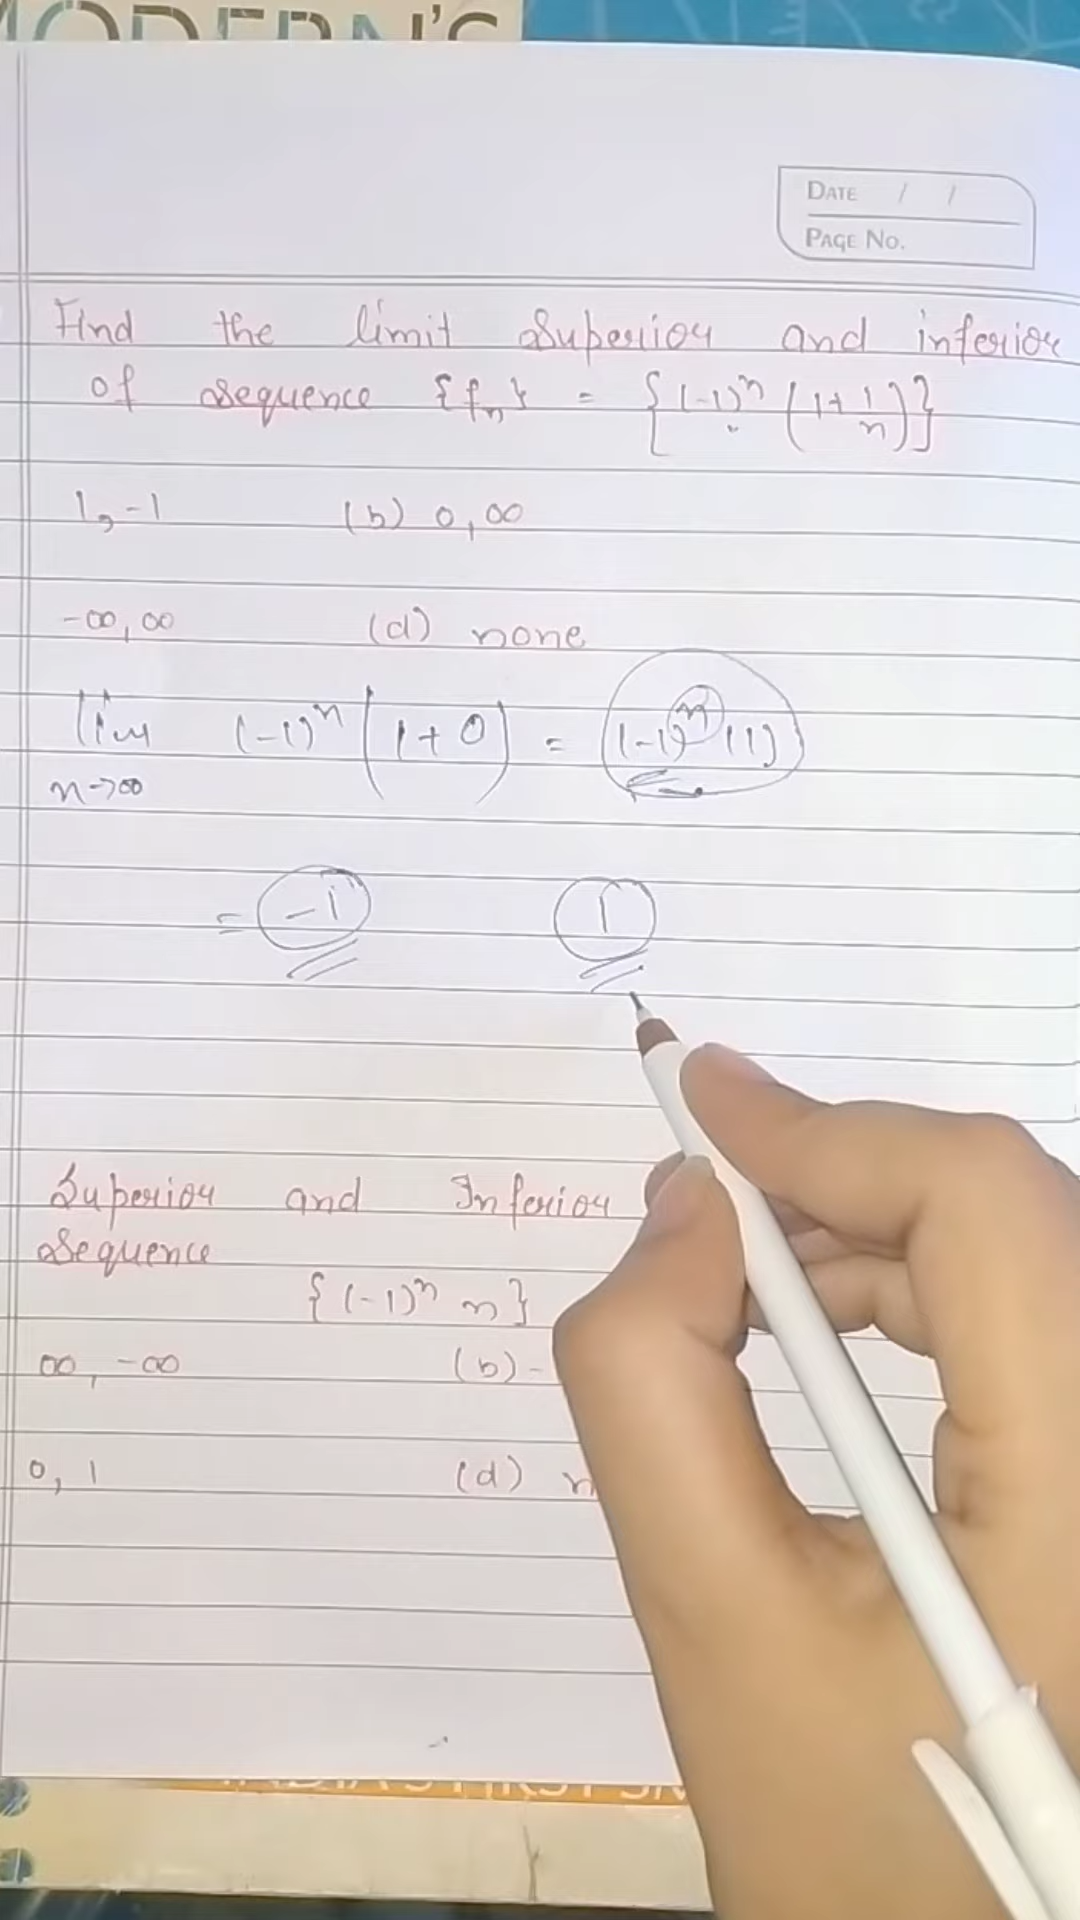 MODERN'S
DATE / /
PAGE NO.
Find the limit Superior and inferior
of sequence {fₙ} = {(-1)ⁿ (1+1/n)}
1, -1 (b) 0, ∞
-∞, ∞ (d) none
lim (-1)ⁿ (1+0) = (-1)ⁿ (1)
n→∞
= -1 1
Superior and Inferior
Sequence
{(-1)ⁿ n}
∞, -∞ (b) -
0, 1 (d) n